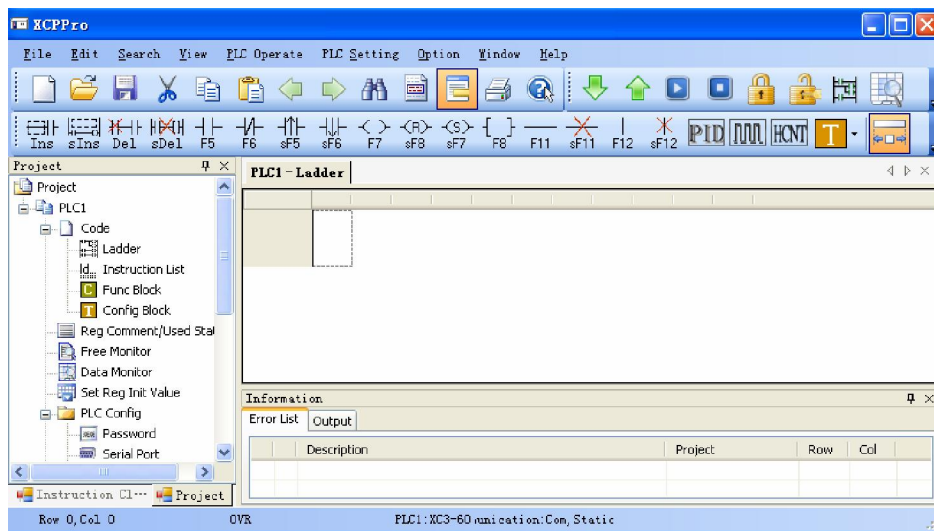 XCPPro
File Edit Search View PLC Operate PLC Setting Option Window Help
Ins sIns Del sDel F5 F6 sF5 sF6 F7 sF8 sF7 F8 F11 sF11 F12 sF12 PID HCNT T
Project
PLC1 - Ladder
Project
PLC1
Code
Ladder
Id... Instruction List
C Func Block
T Config Block
Reg Comment/Used Sta
Free Monitor
Data Monitor
Set Reg Init Value
PLC Config
Password
Serial Port
Instruction Cl... Project
Information
Error List Output
Description Project Row Col
Row 0,Col 0 OVR PLC1:XC3-60 unication:Com,Static